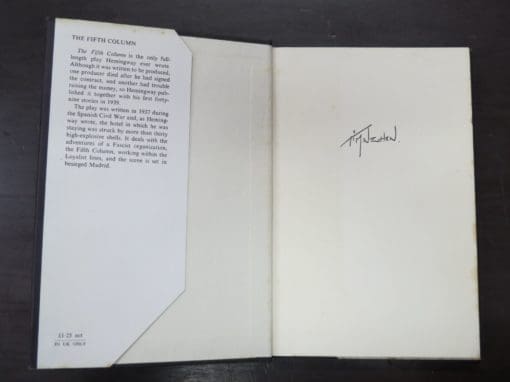 THE FIFTH COLUMN
The Fifth Column is the only full-
length play Hemingway ever wrote.
Although it was written to be produced,
one producer died after he had signed
the contract, and another had trouble
raising the money, so Hemingway pub-
lished it together with his first forty-
nine stories in 1939.
The play was written in 1937 during
the Spanish Civil War and, as Heming-
way wrote, the hotel in which he was
staying was struck by more than thirty
high-explosive shells. It deals with the
adventures of a Fascist organization,
the Fifth Column, working within the
Loyalist lines, and the scene is set in
besieged Madrid.
net
IN UK ONLY